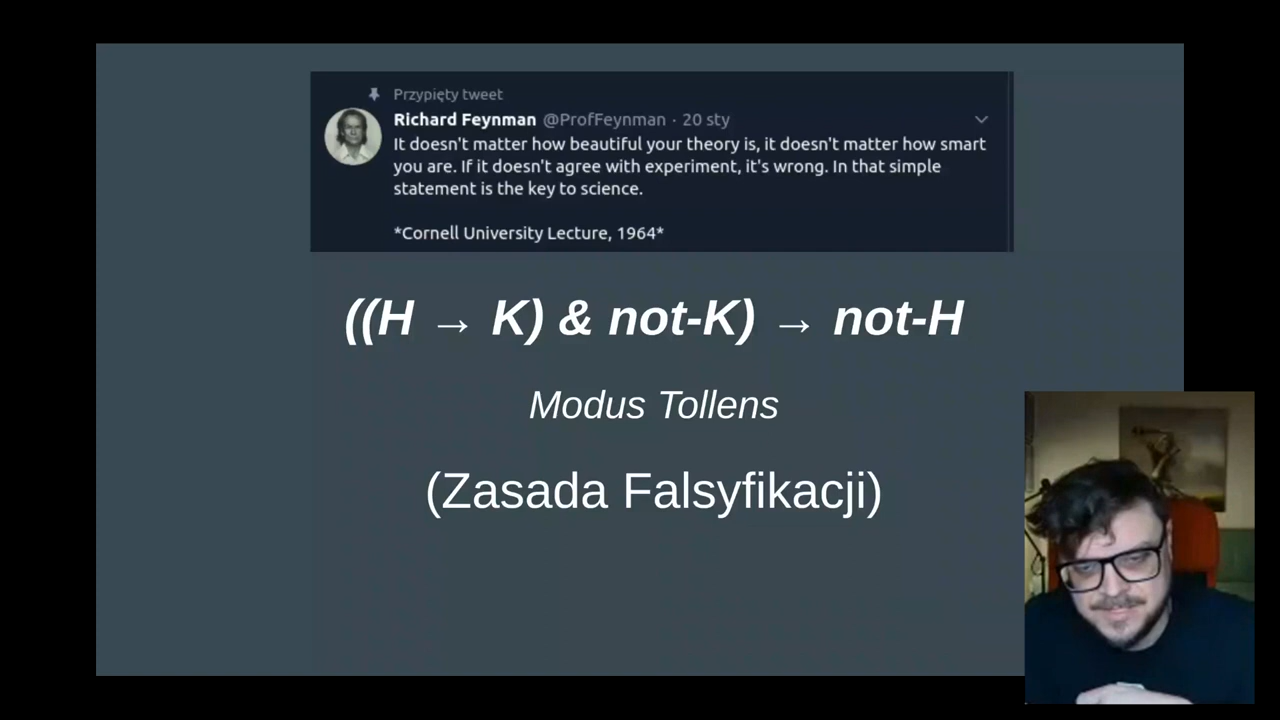 Przypięty tweet
Richard Feynman @ProfFeynman · 20 sty
It doesn't matter how beautiful your theory is, it doesn't matter how smart
you are. If it doesn't agree with experiment, it's wrong. In that simple
statement is the key to science.
*Cornell University Lecture, 1964*
((H → K) & not-K) → not-H
Modus Tollens
(Zasada Falsyfikacji)